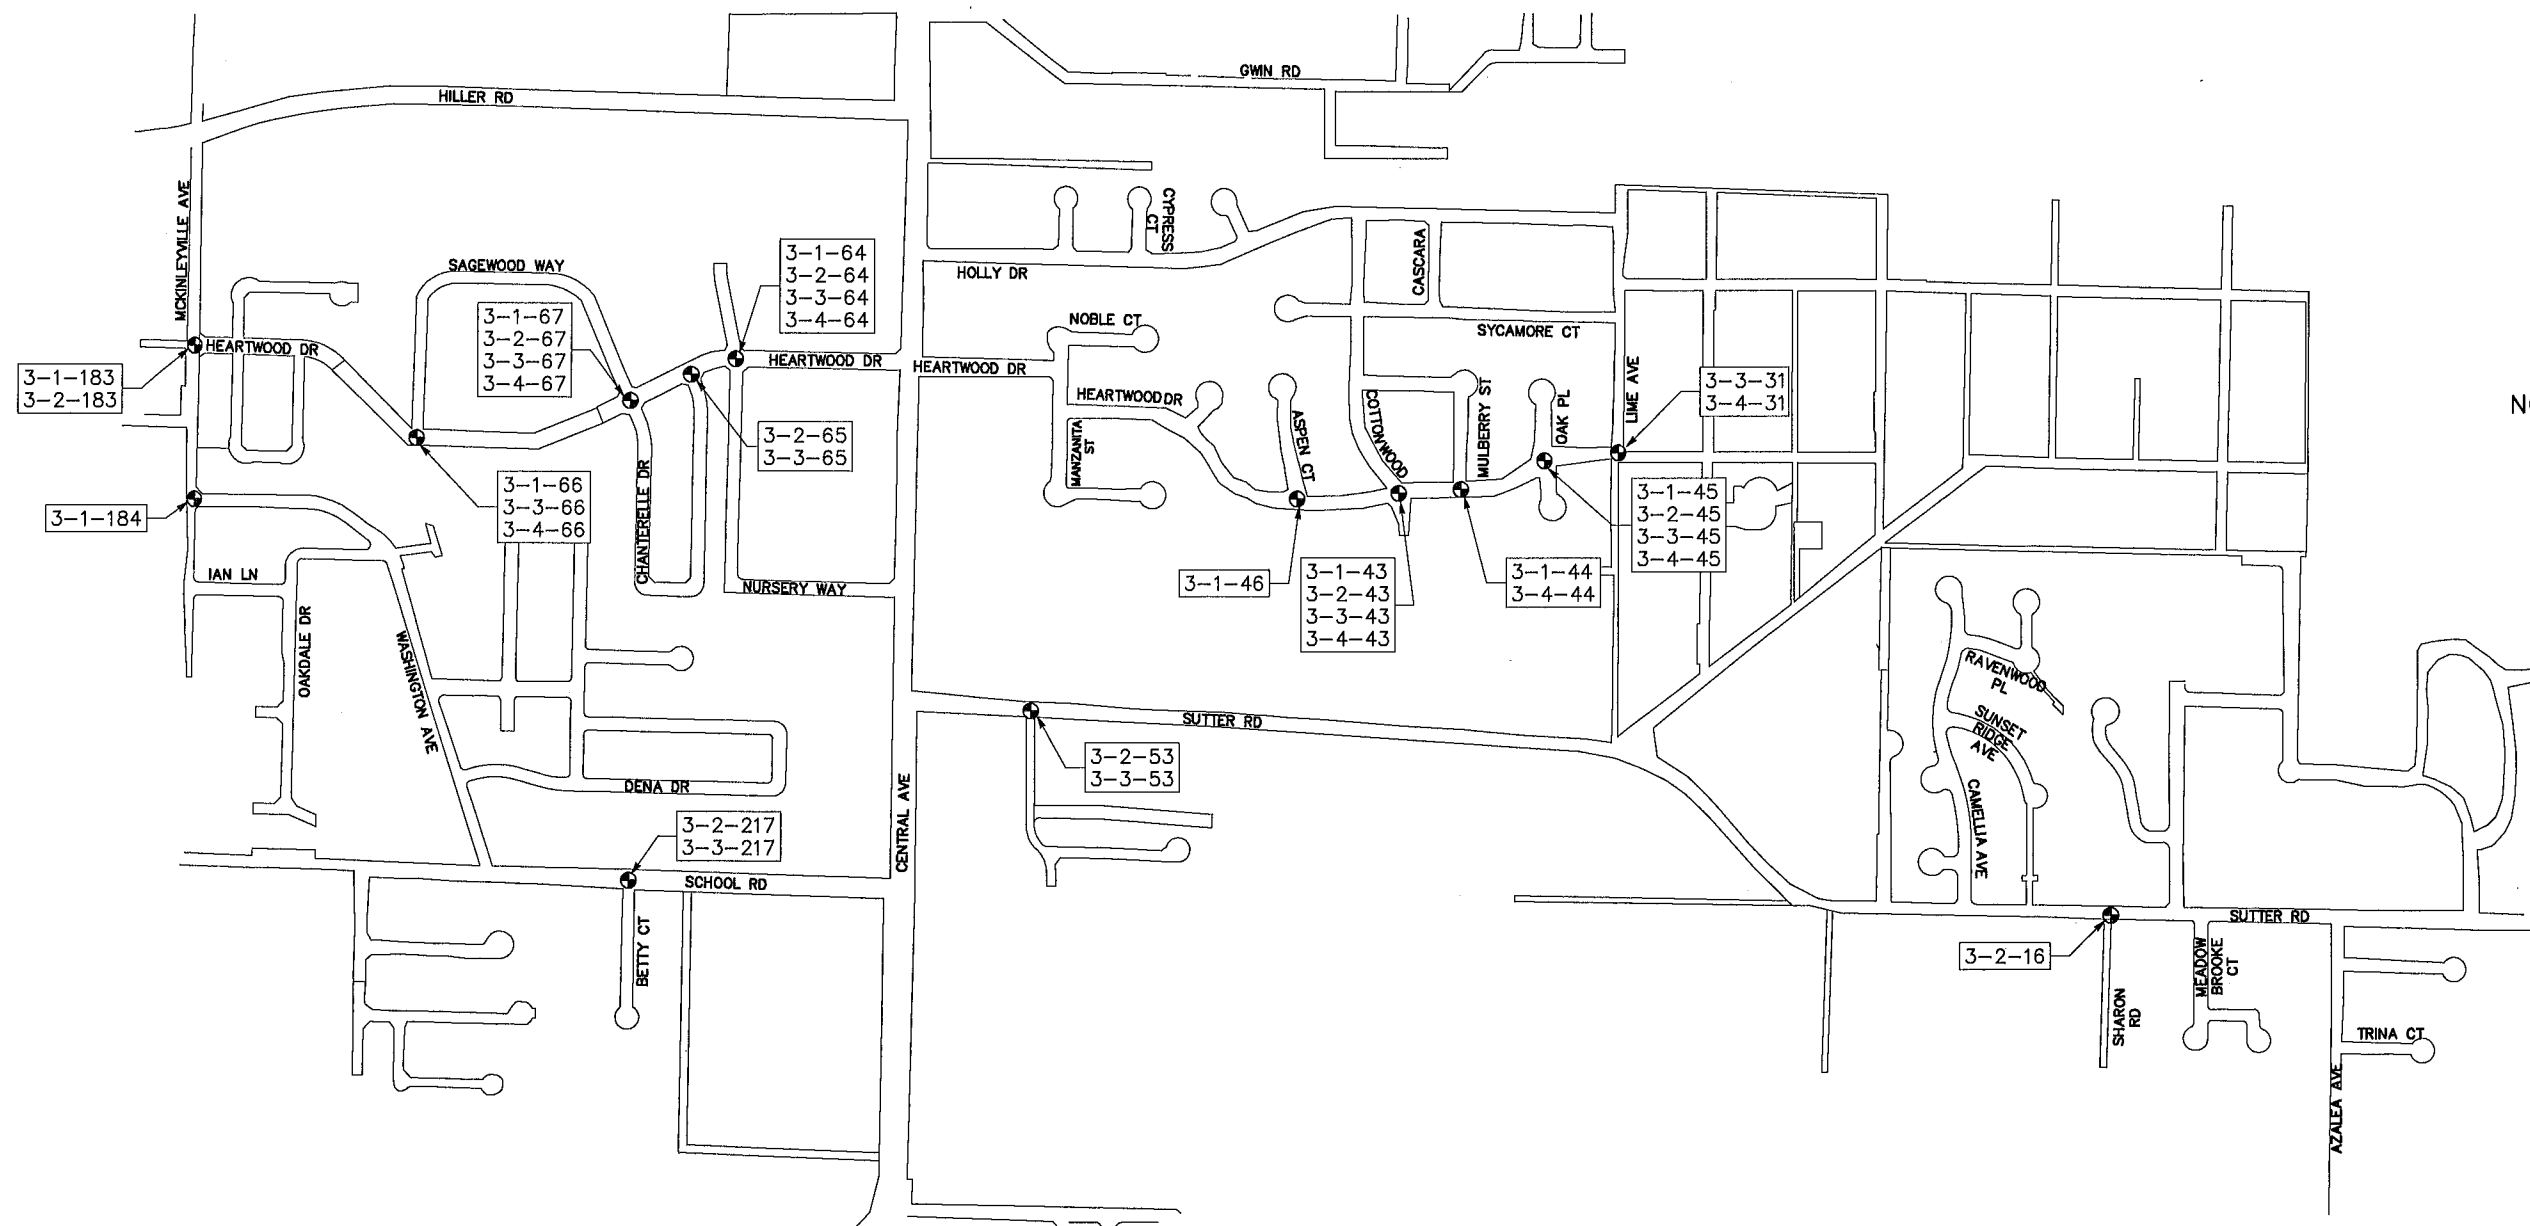 GWIN RD
HILLER RD
MCKINLEYVILLE AVE
CYPRESS
CT
CASCARA
HOLLY DR
SAGEWOOD WAY
3-1-64
3-2-64
3-3-64
3-4-64
3-1-67
3-2-67
3-3-67
3-4-67
NOBLE CT
SYCAMORE CT
HEARTWOOD DR
HEARTWOOD DR
HEARTWOOD DR
HEARTWOOD DR
3-1-183
3-2-183
LIME AVE
3-3-31
3-4-31
MULBERRY ST
OAK PL
COTTONWOOD
ASPEN CT
MANZANITA
ST
3-2-65
3-3-65
3-1-66
3-3-66
3-4-66
3-1-45
3-2-45
3-3-45
3-4-45
3-1-184
CHANTERELLE DR
IAN LN
NURSERY WAY
3-1-46
3-1-43
3-2-43
3-3-43
3-4-43
3-1-44
3-4-44
OAKDALE DR
WASHINGTON AVE
RAVENWOOD
PL
SUNSET
RIDGE
AVE
SUTTER RD
3-2-53
3-3-53
DENA DR
CENTRAL AVE
CAMELLIA AVE
3-2-217
3-3-217
SCHOOL RD
BETTY CT
SUTTER RD
3-2-16
MEADOW
BROOKE
CT
SHARON
RD
TRINA CT
AZALEA AVE